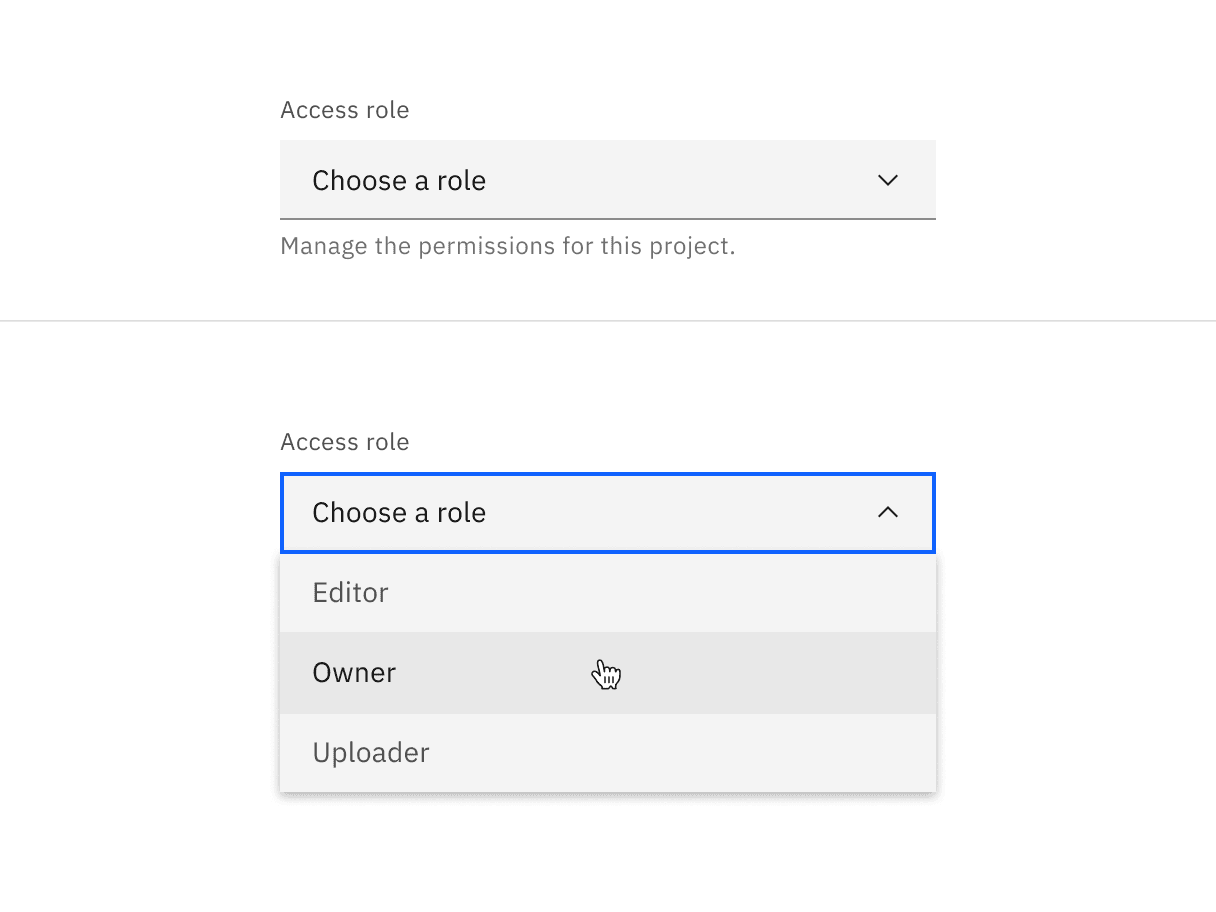 Access role
Choose a role
Manage the permissions for this project.
Access role
Choose a role
Editor
Owner
Uploader